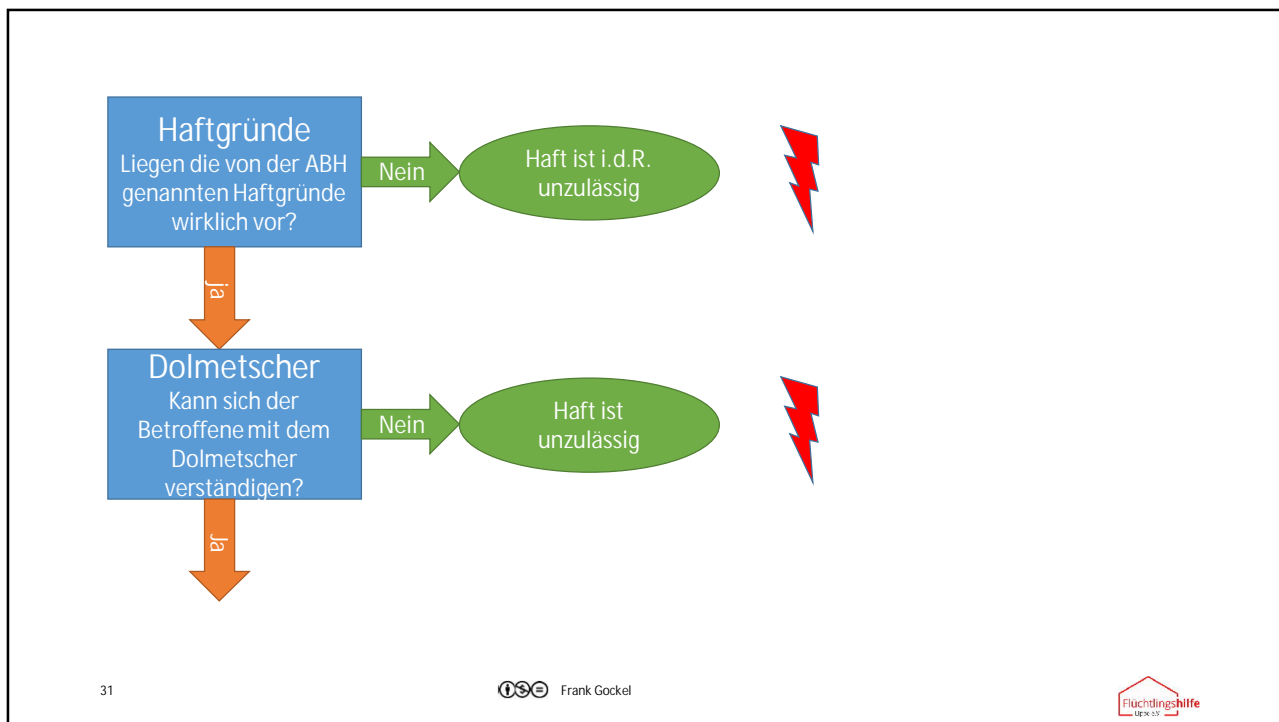 Haftgründe
Liegen die von der ABH
genannten Haftgründe
wirklich vor?
Nein
Haft ist i.d.R.
unzulässig
ja
Dolmetscher
Kann sich der
Betroffene mit dem
Dolmetscher
verständigen?
Nein
Haft ist
unzulässig
Ja
31
Frank Gockel
Flüchtlingshilfe
Lippe e.V.